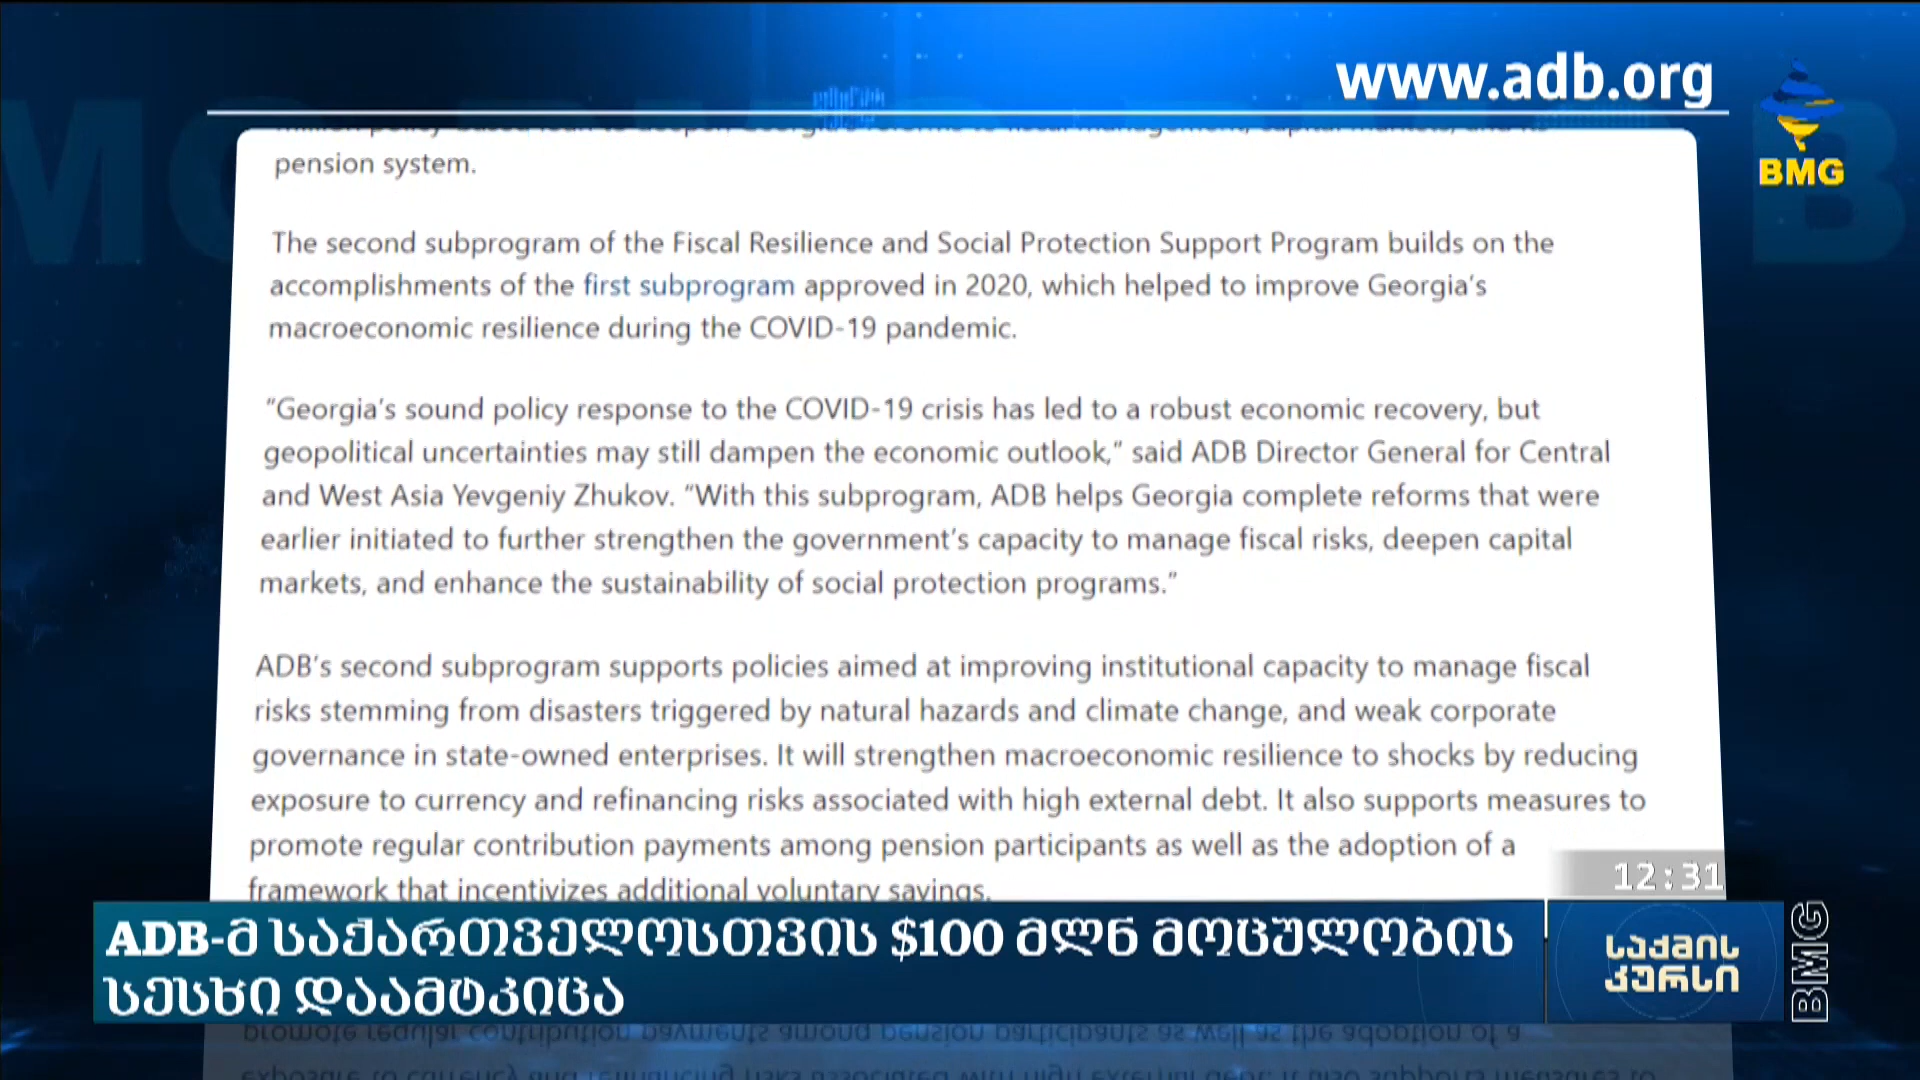 www.adb.org
BMG
pension system.
The second subprogram of the Fiscal Resilience and Social Protection Support Program builds on the
accomplishments of the first subprogram approved in 2020, which helped to improve Georgia's
macroeconomic resilience during the COVID-19 pandemic.
"Georgia's sound policy response to the COVID-19 crisis has led to a robust economic recovery, but
geopolitical uncertainties may still dampen the economic outlook," said ADB Director General for Central
and West Asia Yevgeniy Zhukov. "With this subprogram, ADB helps Georgia complete reforms that were
earlier initiated to further strengthen the government's capacity to manage fiscal risks, deepen capital
markets, and enhance the sustainability of social protection programs."
ADB's second subprogram supports policies aimed at improving institutional capacity to manage fiscal
risks stemming from disasters triggered by natural hazards and climate change, and weak corporate
governance in state-owned enterprises. It will strengthen macroeconomic resilience to shocks by reducing
exposure to currency and refinancing risks associated with high external debt. It also supports measures to
promote regular contribution payments among pension participants as well as the adoption of a
framework that incentivizes additional voluntary savings.
12:31
ADB-მ საქართველოსთვის $100 მლნ მოცულობის
სესხი დაამტკიცა
საქმის
კურსი
BMG